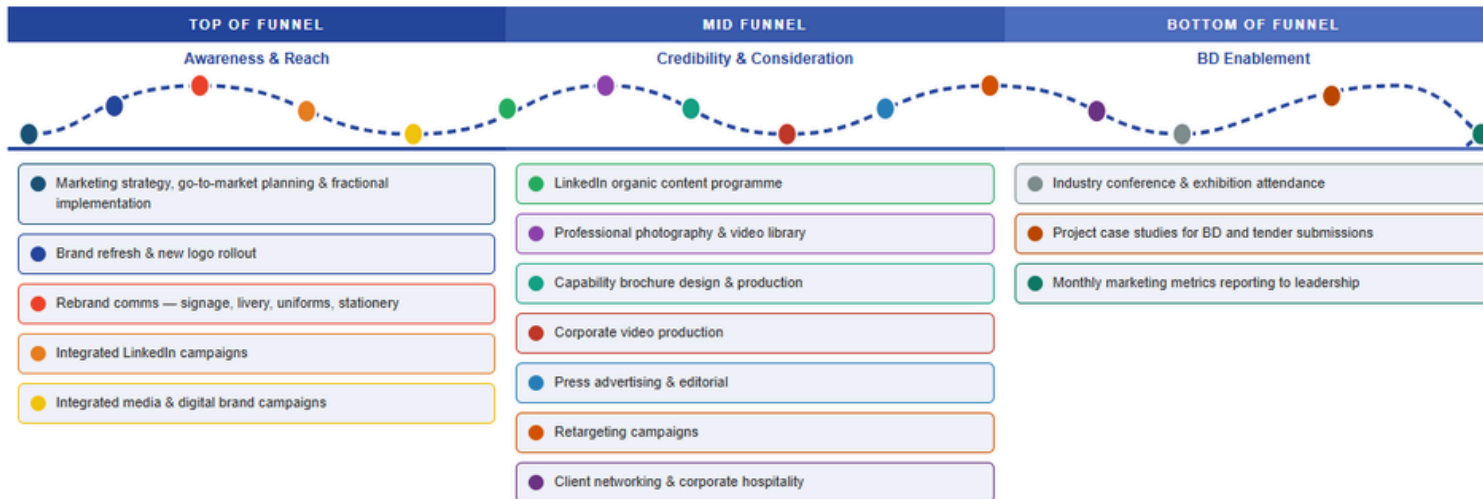 TOP OF FUNNEL
MID FUNNEL
BOTTOM OF FUNNEL
Awareness & Reach
Credibility & Consideration
BD Enablement
Marketing strategy, go-to-market planning & fractional
implementation
Brand refresh & new logo rollout
Rebrand comms — signage, livery, uniforms, stationery
Integrated LinkedIn campaigns
Integrated media & digital brand campaigns
LinkedIn organic content programme
Professional photography & video library
Capability brochure design & production
Corporate video production
Press advertising & editorial
Retargeting campaigns
Client networking & corporate hospitality
Industry conference & exhibition attendance
Project case studies for BD and tender submissions
Monthly marketing metrics reporting to leadership